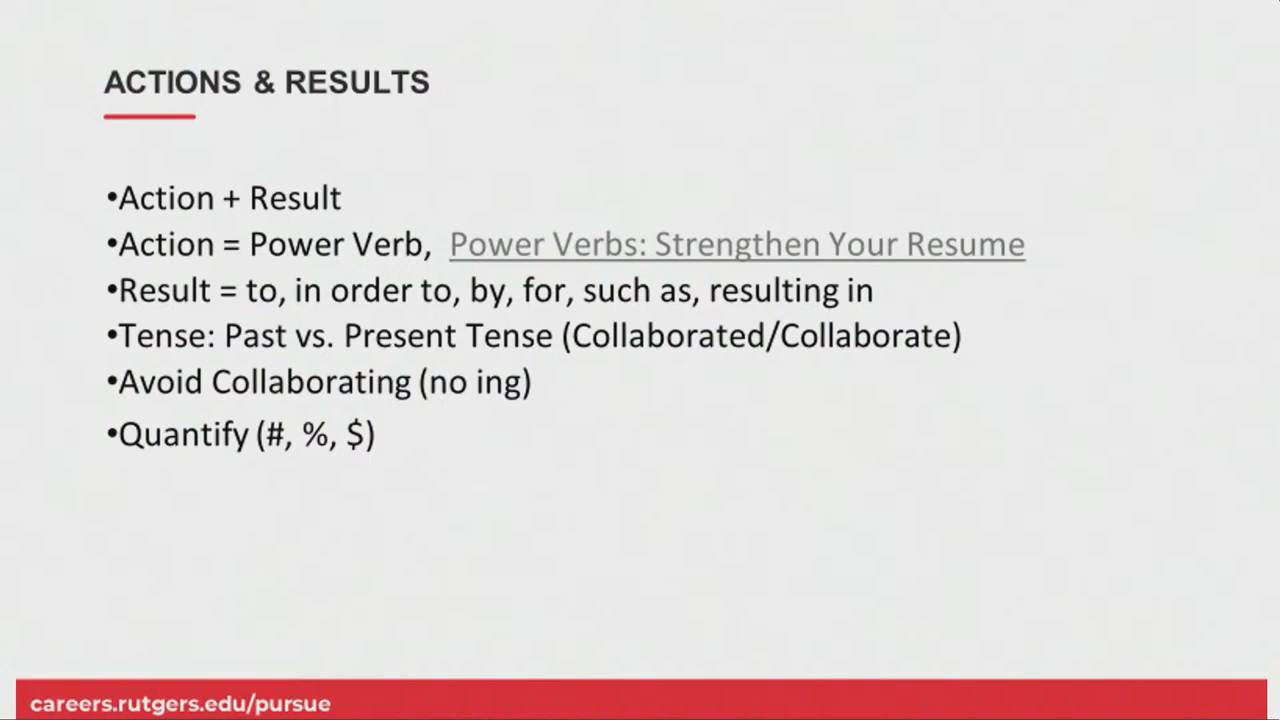 ACTIONS & RESULTS
•Action + Result
•Action = Power Verb, Power Verbs: Strengthen Your Resume
•Result = to, in order to, by, for, such as, resulting in
•Tense: Past vs. Present Tense (Collaborated/Collaborate)
•Avoid Collaborating (no ing)
•Quantify (#, %, $)
careers.rutgers.edu/pursue